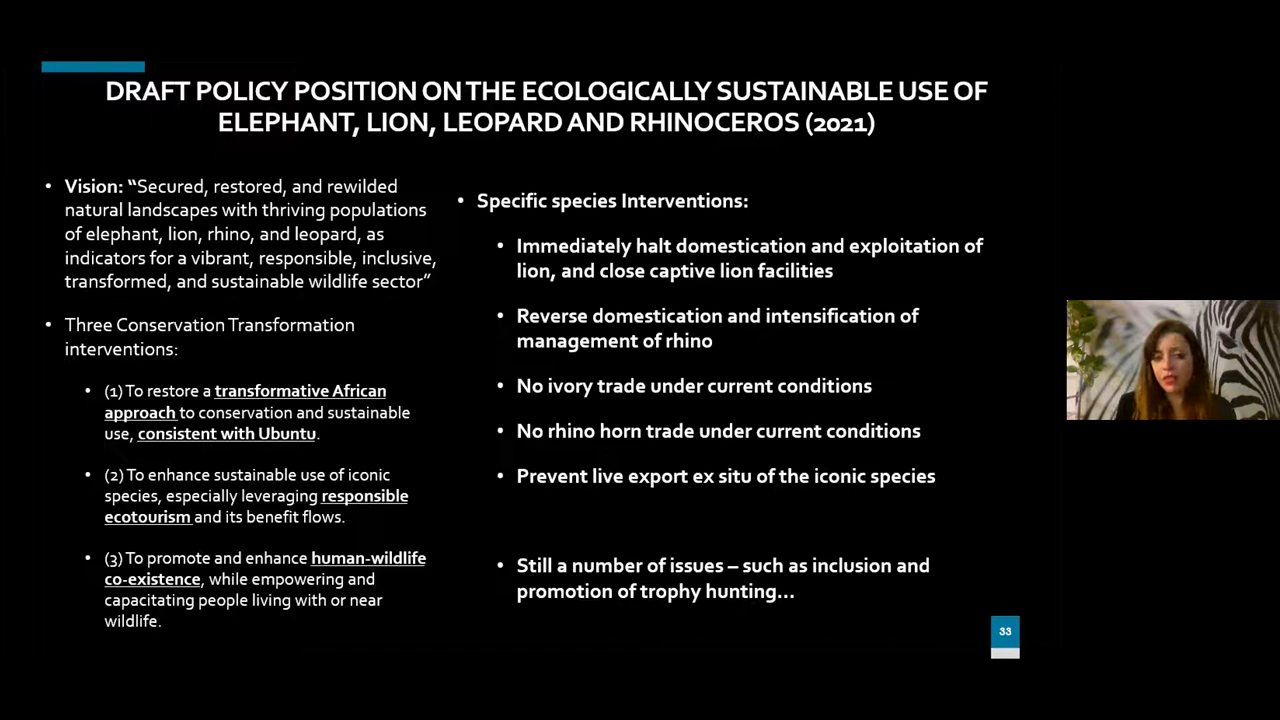 DRAFT POLICY POSITION ON THE ECOLOGICALLY SUSTAINABLE USE OF
ELEPHANT, LION, LEOPARD AND RHINOCEROS (2021)
• Vision: “Secured, restored, and rewilded
natural landscapes with thriving populations
of elephant, lion, rhino, and leopard, as
indicators for a vibrant, responsible, inclusive,
transformed, and sustainable wildlife sector”
• Three Conservation Transformation
interventions:
• (1) To restore a transformative African
approach to conservation and sustainable
use, consistent with Ubuntu.
• (2) To enhance sustainable use of iconic
species, especially leveraging responsible
ecotourism and its benefit flows.
• (3) To promote and enhance human-wildlife
co-existence, while empowering and
capacitating people living with or near
wildlife.
• Specific species Interventions:
• Immediately halt domestication and exploitation of
lion, and close captive lion facilities
• Reverse domestication and intensification of
management of rhino
• No ivory trade under current conditions
• No rhino horn trade under current conditions
• Prevent live export ex situ of the iconic species
• Still a number of issues – such as inclusion and
promotion of trophy hunting...
33